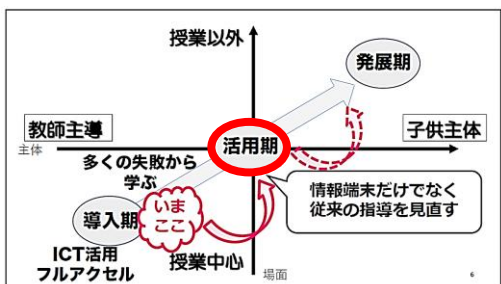 授業以外
発展期
教師主導
子供主体
主体
活用期
多くの失敗から
学ぶ
情報端末だけでなく
従来の指導を見直す
いま
ここ
導入期
ICT活用
フルアクセル
授業中心
場面
6